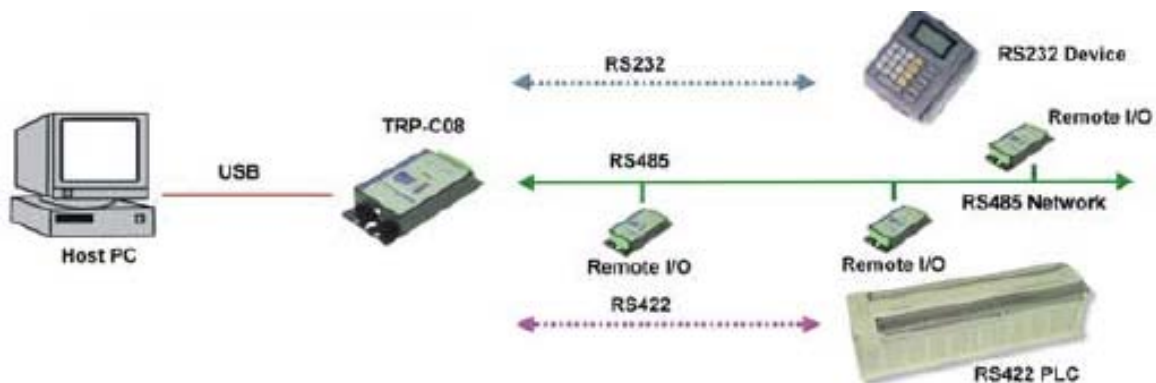 RS232
RS232 Device
TRP-C08
Remote I/O
USB
RS485
RS485 Network
Host PC
Remote I/O
Remote I/O
RS422
RS422 PLC